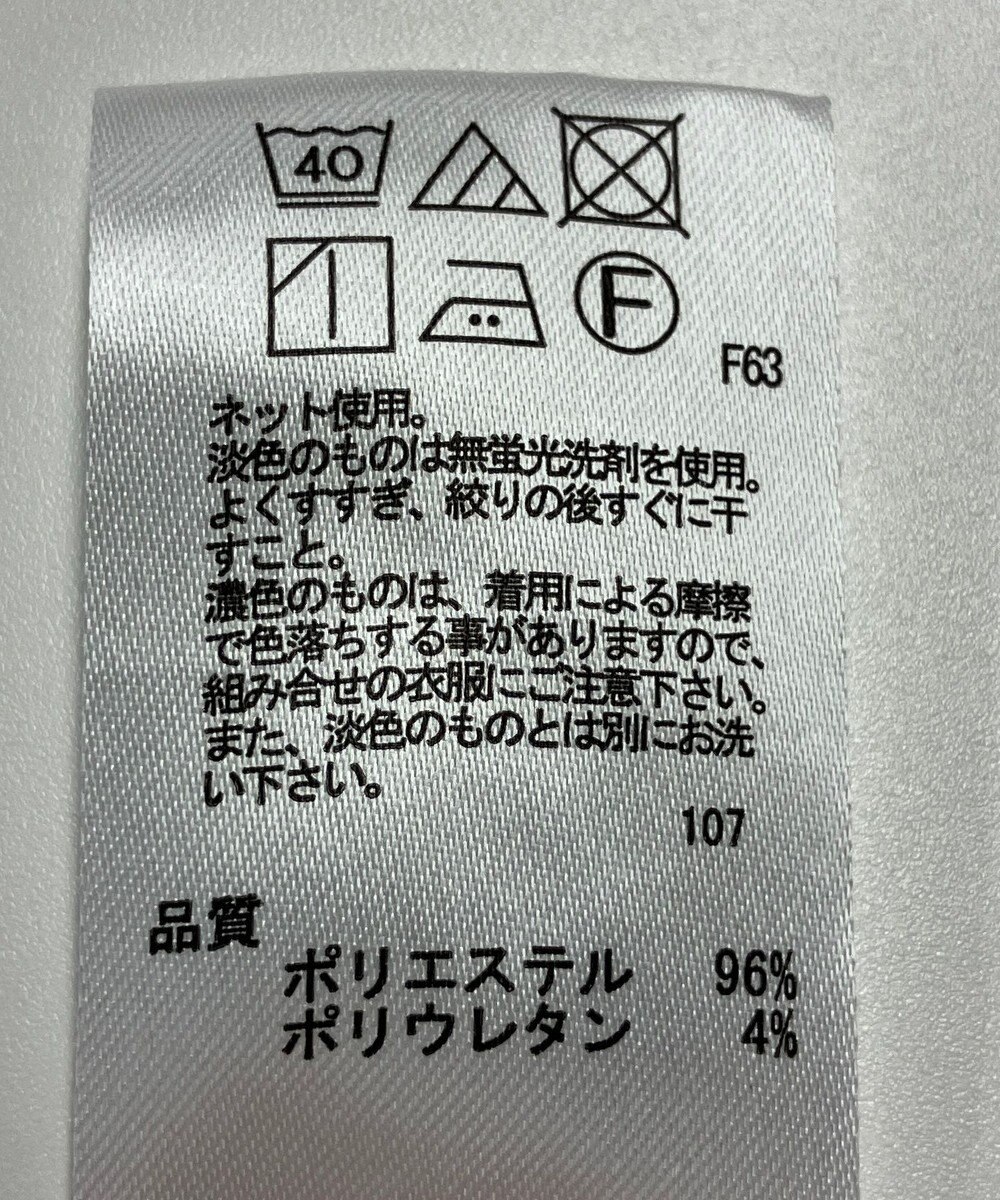 40
F
F63
ネット使用。
淡色のものは無蛍光洗剤を使用。
よくすすぎ、絞りの後すぐに干
すこと。
濃色のものは、着用による摩擦
で色落ちする事がありますので、
組み合せの衣服にご注意下さい。
また、淡色のものとは別にお洗
い下さい。
107
品質
ポリエステル 96%
ポリウレタン 4%